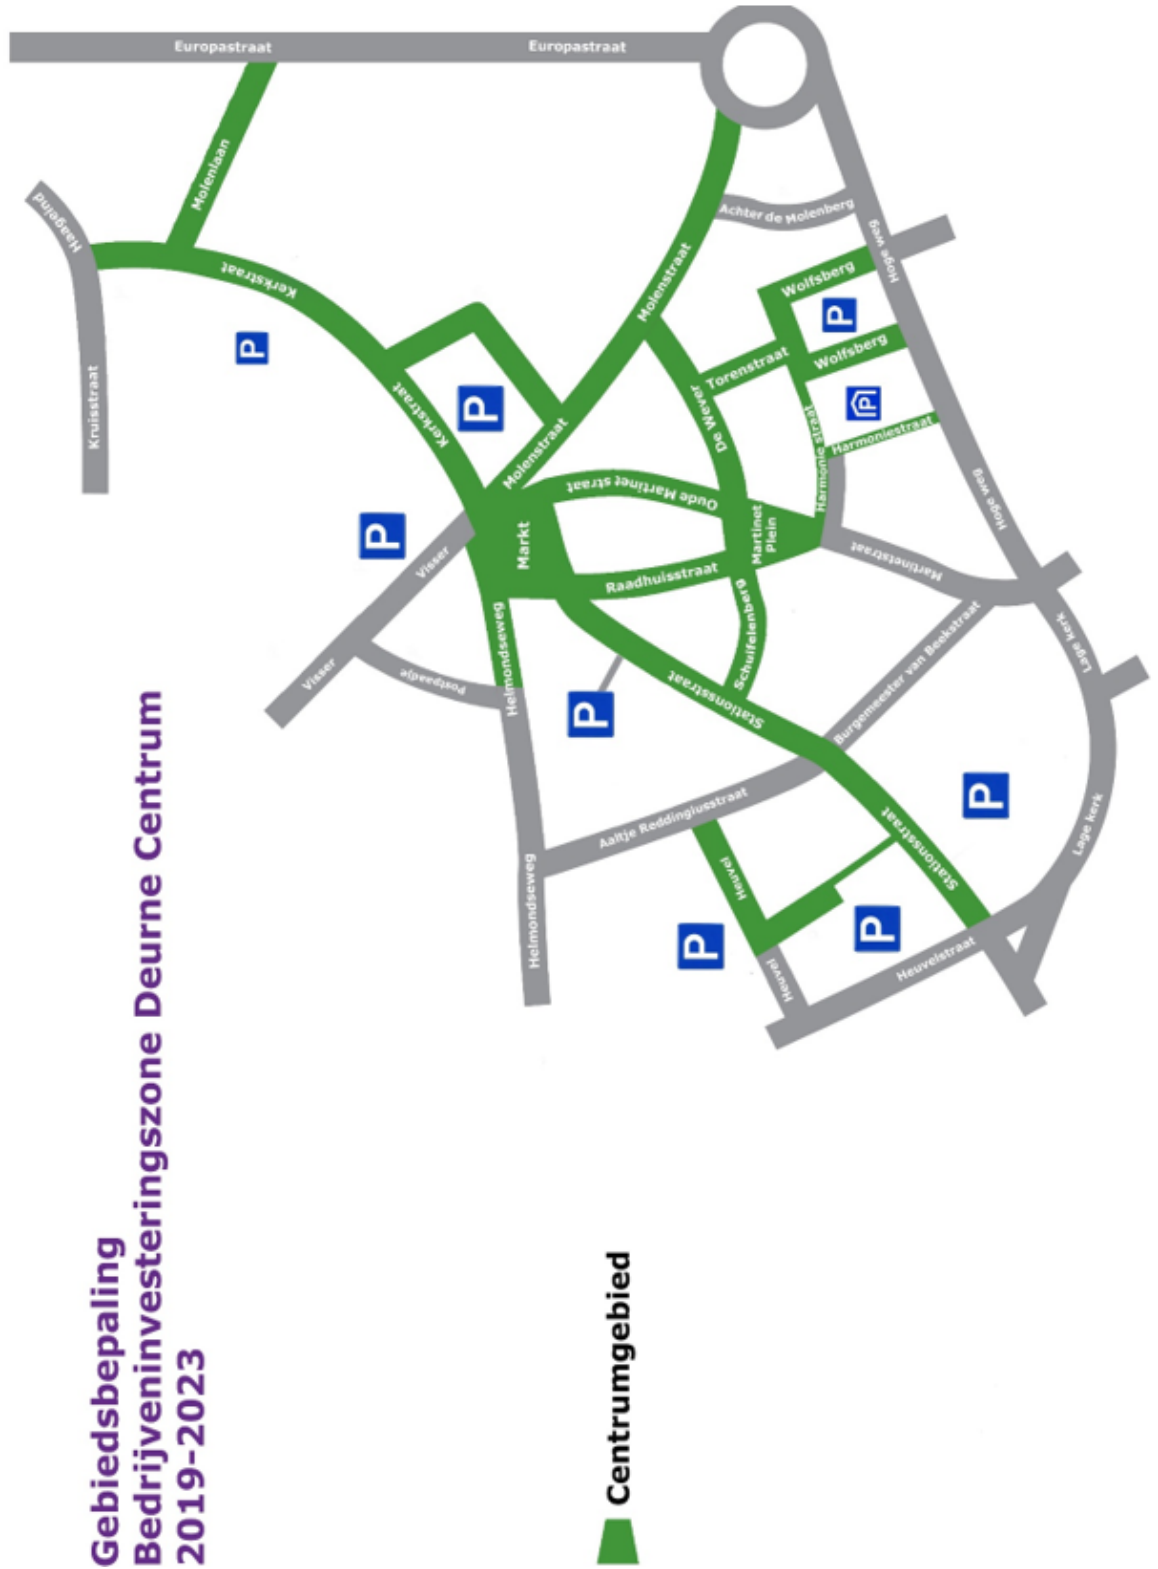 Gebiedsbepaling
Bedrijveninvesteringszone Deurne Centrum
2019-2023
Centrumgebied
Europastraat
Europastraat
Molenlaan
Haageind
Kruisstraat
Kerkstraat
Kerkstraat
P
P
P
Molenstraat
Molenstraat
Achter de Molenberg
Hoge weg
Hoge weg
Wolfsberg
P
Wolfsberg
Torenstraat
P
De Wever
Harmonie straat
Harmoniestraat
Oude Martinet straat
Martinet
Plein
Markt
Raadhuisstraat
Martinetstraat
Visser
Visser
Postpaadje
Helmondseweg
Helmondseweg
Schuifelenberg
Stationsstraat
Stationsstraat
P
Burgemeester van Beekstraat
Lage kerk
Lage kerk
P
Aaltje Reddingiusstraat
Heuvel
Heuvel
P
P
Heuvelstraat